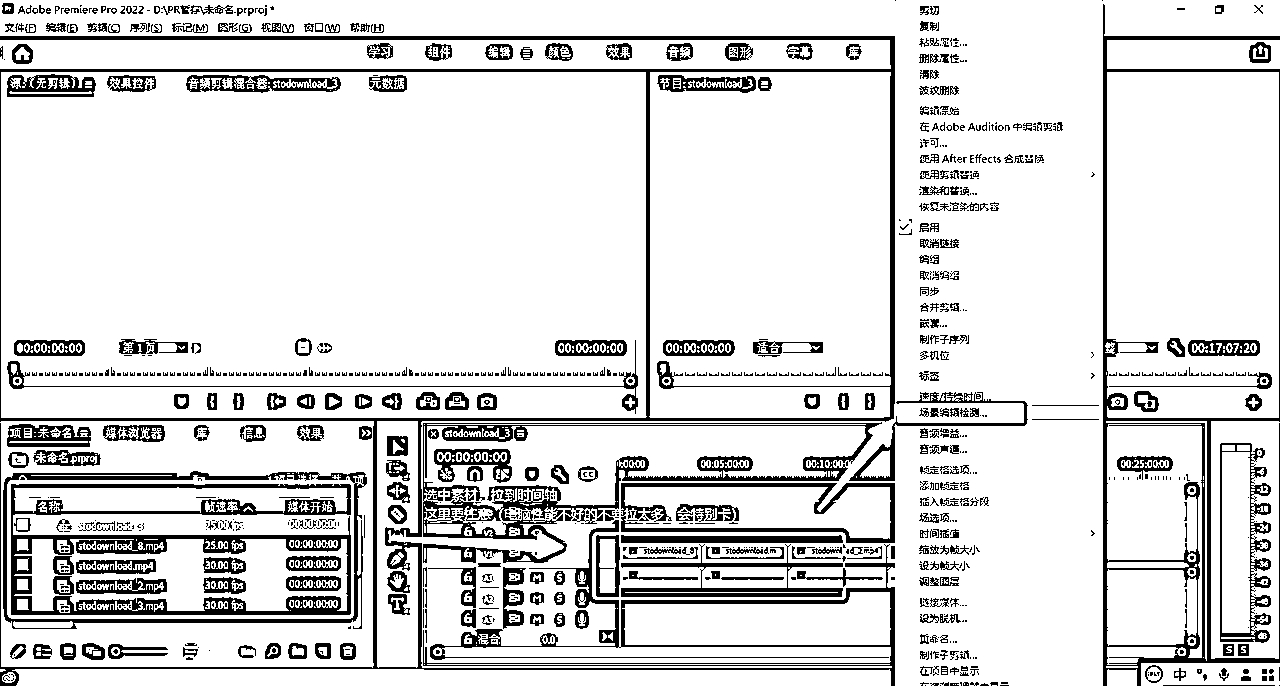 Adobe Premiere Pro 2022 - D:\PR暂存\未命名.prproj *
文件(F) 编辑(E) 剪辑(C) 序列(S) 标记(M) 图形(G) 视图(V) 窗口(W) 帮助(H)
学习 组件 编辑 颜色 效果 音频 图形 字幕 库
源:(无剪辑) 效果控件 音频剪辑混合器: stodownload_3 元数据
节目: stodownload_3
00:00:00:00 第 1 页 00:00:00:00
00:00:00:00 适合 00:17:07:20
项目: 未命名 媒体浏览器 库 信息 效果
未命名.prproj
名称 帧速率 媒体开始
stodownload_3 25.00 fps 00:00:00:00
stodownload_8.mp4 25.00 fps 00:00:00:00
stodownload.mp4 30.00 fps 00:00:00:00
stodownload_2.mp4 30.00 fps 00:00:00:00
stodownload_3.mp4 30.00 fps 00:00:00:00
stodownload_3
00:00:00:00
:00:00 00:05:00:00 00:10:00:00 00:25:00:00
选中素材，拉到时间轴
这里要注意（电脑性能不好的不要拉太多，会特别卡）
stodownload_8 stodownload.m stodownload_2.mp4
A1 M S
A2 M S
A3 M S
混合 0.0
剪切
复制
粘贴属性...
删除属性...
清除
波纹删除
编辑原始
在 Adobe Audition 中编辑剪辑
许可...
使用 After Effects 合成替换
使用剪辑替换
渲染和替换...
恢复未渲染的内容
启用
取消链接
编组
取消编组
同步
合并剪辑...
嵌套...
制作子序列
多机位
标签
速度/持续时间...
场景编辑检测...
音频增益...
音频声道...
帧定格选项...
添加帧定格
插入帧定格分段
场选项...
时间插值
缩放为帧大小
设为帧大小
调整图层
链接媒体...
设为脱机...
重命名...
制作子剪辑...
在项目中显示
S S
中